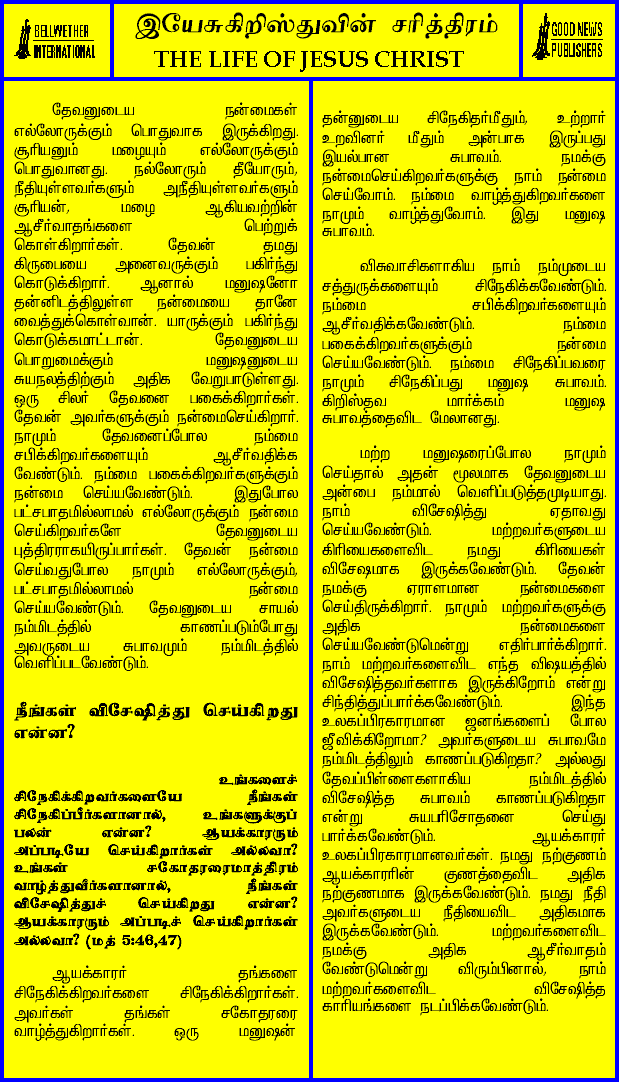 BELLWETHER
INTERNATIONAL
இயேசுகிறிஸ்துவின் சரித்திரம்
THE LIFE OF JESUS CHRIST
GOOD NEWS
PUBLISHERS
தேவனுடைய நன்மைகள்
எல்லோருக்கும் பொதுவாக இருக்கிறது.
சூரியனும் மழையும் எல்லோருக்கும்
பொதுவானது. நல்லோரும் தீயோரும்,
நீதியுள்ளவர்களும் அநீதியுள்ளவர்களும்
சூரியன், மழை ஆகியவற்றின்
ஆசீர்வாதங்களை பெற்றுக்
கொள்கிறார்கள். தேவன் தமது
கிருபையை அனைவருக்கும் பகிர்ந்து
கொடுக்கிறார். ஆனால் மனுஷனோ
தன்னிடத்திலுள்ள நன்மையை தானே
வைத்துக்கொள்வான். யாருக்கும் பகிர்ந்து
கொடுக்கமாட்டான். தேவனுடைய
பொறுமைக்கும் மனுஷனுடைய
சுயநலத்திற்கும் அதிக வேறுபாடுள்ளது.
ஒரு சிலர் தேவனை பகைக்கிறார்கள்.
தேவன் அவர்களுக்கும் நன்மைசெய்கிறார்.
நாமும் தேவனைப்போல நம்மை
சபிக்கிறவர்களையும் ஆசீர்வதிக்க
வேண்டும். நம்மை பகைக்கிறவர்களுக்கும்
நன்மை செய்யவேண்டும். இதுபோல
பட்சபாதமில்லாமல் எல்லோருக்கும் நன்மை
செய்கிறவர்களே தேவனுடைய
புத்திரராகயிருப்பார்கள். தேவன் நன்மை
செய்வதுபோல நாமும் எல்லோருக்கும்,
பட்சபாதமில்லாமல் நன்மை
செய்யவேண்டும். தேவனுடைய சாயல்
நம்மிடத்தில் காணப்படும்போது
அவருடைய சுபாவமும் நம்மிடத்தில்
வெளிப்படவேண்டும்.
நீங்கள் விசேஷித்து செய்கிறது
என்ன?
உங்களைச்
சிநேகிக்கிறவர்களையே நீங்கள்
சிநேகிப்பீர்களானால், உங்களுக்குப்
பலன் என்ன? ஆயக்காரரும்
அப்படியே செய்கிறார்கள் அல்லவா?
உங்கள் சகோதரரைமாத்திரம்
வாழ்த்துவீர்களானால், நீங்கள்
விசேஷித்துச் செய்கிறது என்ன?
ஆயக்காரரும் அப்படிச் செய்கிறார்கள்
அல்லவா? (மத் 5:46,47)
ஆயக்காரர் தங்களை
சிநேகிக்கிறவர்களை சிநேகிக்கிறார்கள்.
அவர்கள் தங்கள் சகோதரரை
வாழ்த்துகிறார்கள். ஒரு மனுஷன்
தன்னுடைய சிநேகிதர்மீதும், உற்றார்
உறவினர் மீதும் அன்பாக இருப்பது
இயல்பான சுபாவம். நமக்கு
நன்மைசெய்கிறவர்களுக்கு நாம் நன்மை
செய்வோம். நம்மை வாழ்த்துகிறவர்களை
நாமும் வாழ்த்துவோம். இது மனுஷ
சுபாவம்.
விசுவாசிகளாகிய நாம் நம்முடைய
சத்துருக்களையும் சிநேகிக்கவேண்டும்.
நம்மை சபிக்கிறவர்களையும்
ஆசீர்வதிக்கவேண்டும். நம்மை
பகைக்கிறவர்களுக்கும் நன்மை
செய்யவேண்டும். நம்மை சிநேகிப்பவரை
நாமும் சிநேகிப்பது மனுஷ சுபாவம்.
கிறிஸ்தவ மார்க்கம் மனுஷ
சுபாவத்தைவிட மேலானது.
மற்ற மனுஷரைப்போல நாமும்
செய்தால் அதன் மூலமாக தேவனுடைய
அன்பை நம்மால் வெளிப்படுத்தமுடியாது.
நாம் விசேஷித்து ஏதாவது
செய்யவேண்டும். மற்றவர்களுடைய
கிரியைகளைவிட நமது கிரியைகள்
விசேஷமாக இருக்கவேண்டும். தேவன்
நமக்கு ஏராளமான நன்மைகளை
செய்திருக்கிறார். நாமும் மற்றவர்களுக்கு
அதிக நன்மைகளை
செய்யவேண்டுமென்று எதிர்பார்க்கிறார்.
நாம் மற்றவர்களைவிட எந்த விஷயத்தில்
விசேஷித்தவர்களாக இருக்கிறோம் என்று
சிந்தித்துப்பார்க்கவேண்டும். இந்த
உலகப்பிரகாரமான ஜனங்களைப் போல
ஜீவிக்கிறோமா? அவர்களுடைய சுபாவமே
நம்மிடத்திலும் காணப்படுகிறதா? அல்லது
தேவப்பிள்ளைகளாகிய நம்மிடத்தில்
விசேஷித்த சுபாவம் காணப்படுகிறதா
என்று சுயபரிசோதனை செய்து
பார்க்கவேண்டும். ஆயக்காரர்
உலகப்பிரகாரமானவர்கள். நமது நற்குணம்
ஆயக்காரரின் குணத்தைவிட அதிக
நற்குணமாக இருக்கவேண்டும். நமது நீதி
அவர்களுடைய நீதியைவிட அதிகமாக
இருக்கவேண்டும். மற்றவர்களைவிட
நமக்கு அதிக ஆசீர்வாதம்
வேண்டுமென்று விரும்பினால், நாம்
மற்றவர்களைவிட விசேஷித்த
காரியங்களை நடப்பிக்கவேண்டும்.